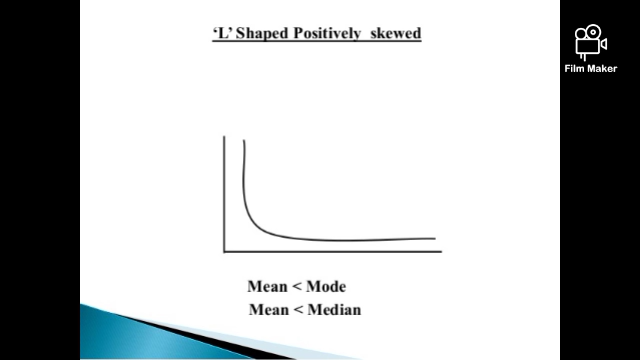 ‘L’ Shaped Positively skewed
Film Maker
Mean < Mode
Mean < Median